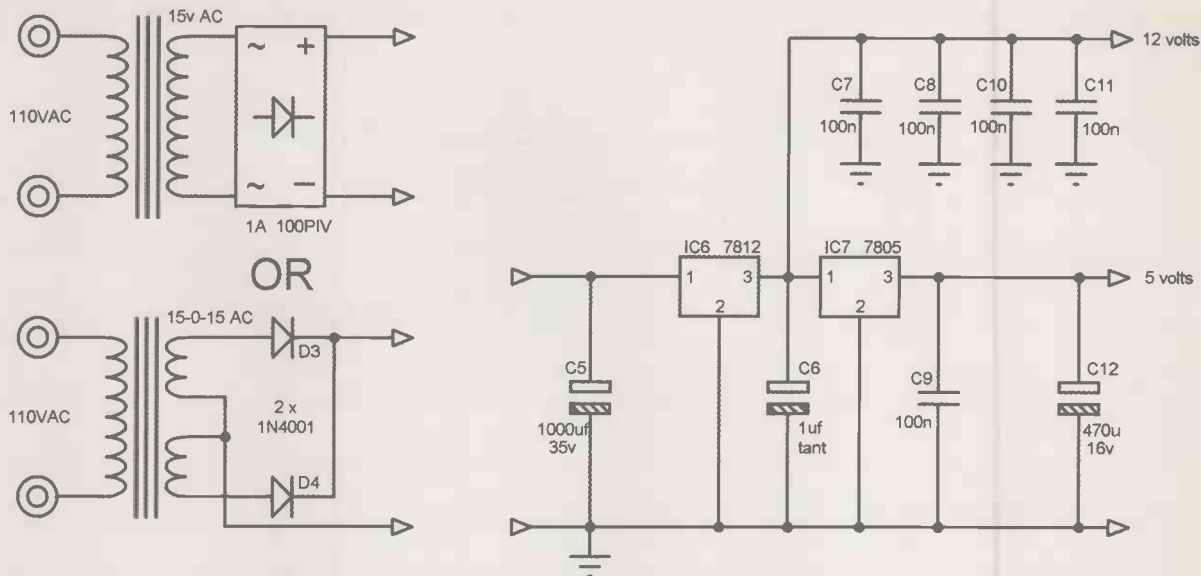 15v AC
~ +
110VAC
~ –
1A 100PIV
OR
15-0-15 AC
D3
110VAC
2 x
1N4001
D4
12 volts
C7
100n
C8
100n
C10
100n
C11
100n
IC6 7812
1 3
2
IC7 7805
1 3
2
5 volts
C5
1000uf
35v
C6
1uf
tant
C9
100n
C12
470u
16v